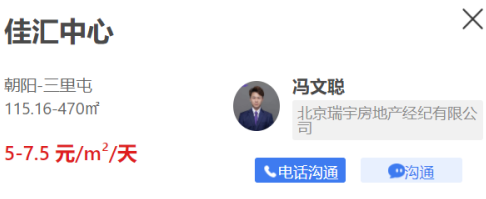 佳汇中心
朝阳-三里屯
115.16-470㎡
5-7.5 元/m²/天
冯文聪
北京瑞宇房地产经纪有限公
司
电话沟通
沟通